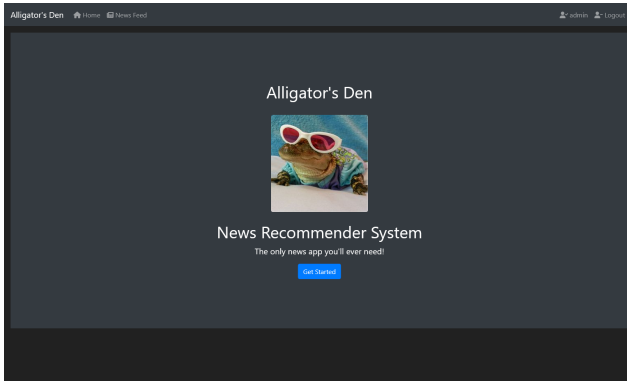 Alligator's Den Home News Feed admin Logout
Alligator's Den
News Recommender System
The only news app you'll ever need!
Get Started